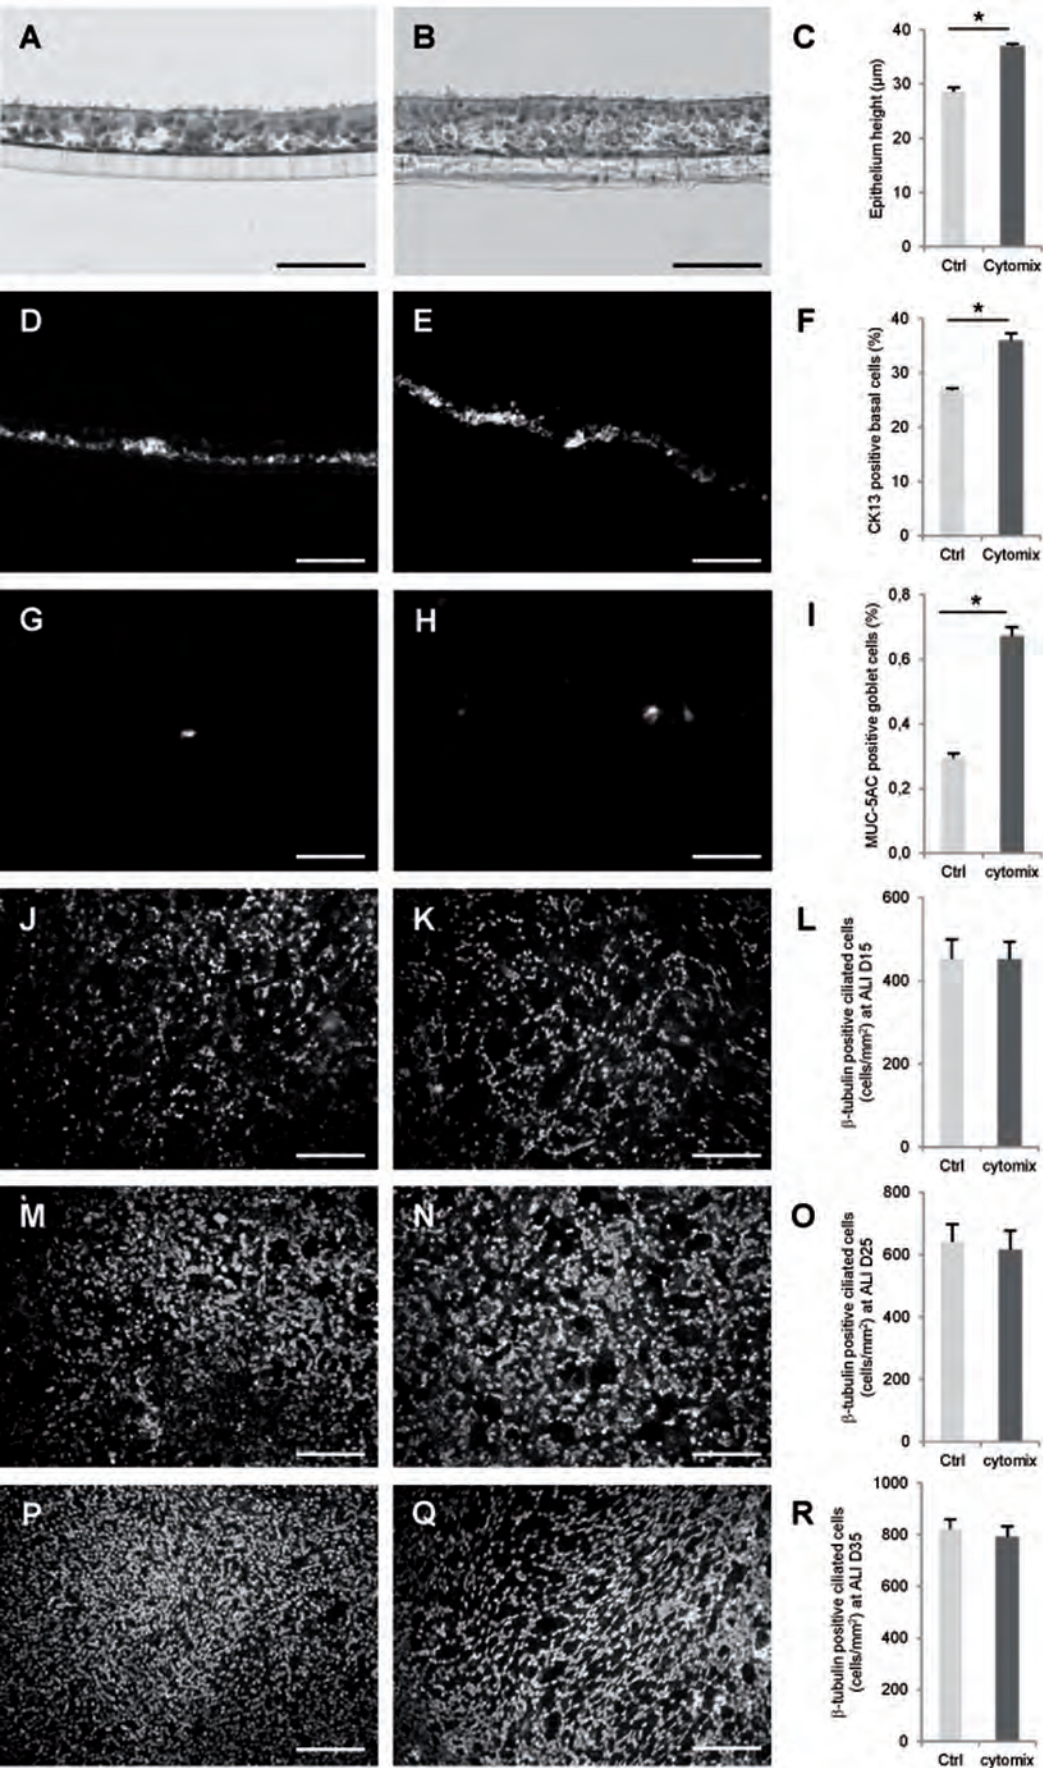 A
B
C
Epithelium height (µm)
*
40
30
20
10
0
Ctrl Cytomix
D
E
F
CK13 positive basal cells (%)
*
40
30
20
10
0
Ctrl Cytomix
G
H
I
MUC-5AC positive goblet cells (%)
*
0,8
0,6
0,4
0,2
0,0
Ctrl cytomix
J
K
L
β-tubulin positive ciliated cells
(cells/mm²) at ALI D15
600
400
200
0
Ctrl cytomix
M
N
O
β-tubulin positive ciliated cells
(cells/mm²) at ALI D25
800
600
400
200
0
Ctrl cytomix
P
Q
R
β-tubulin positive ciliated cells
(cells/mm²) at ALI D35
1000
800
600
400
200
0
Ctrl cytomix